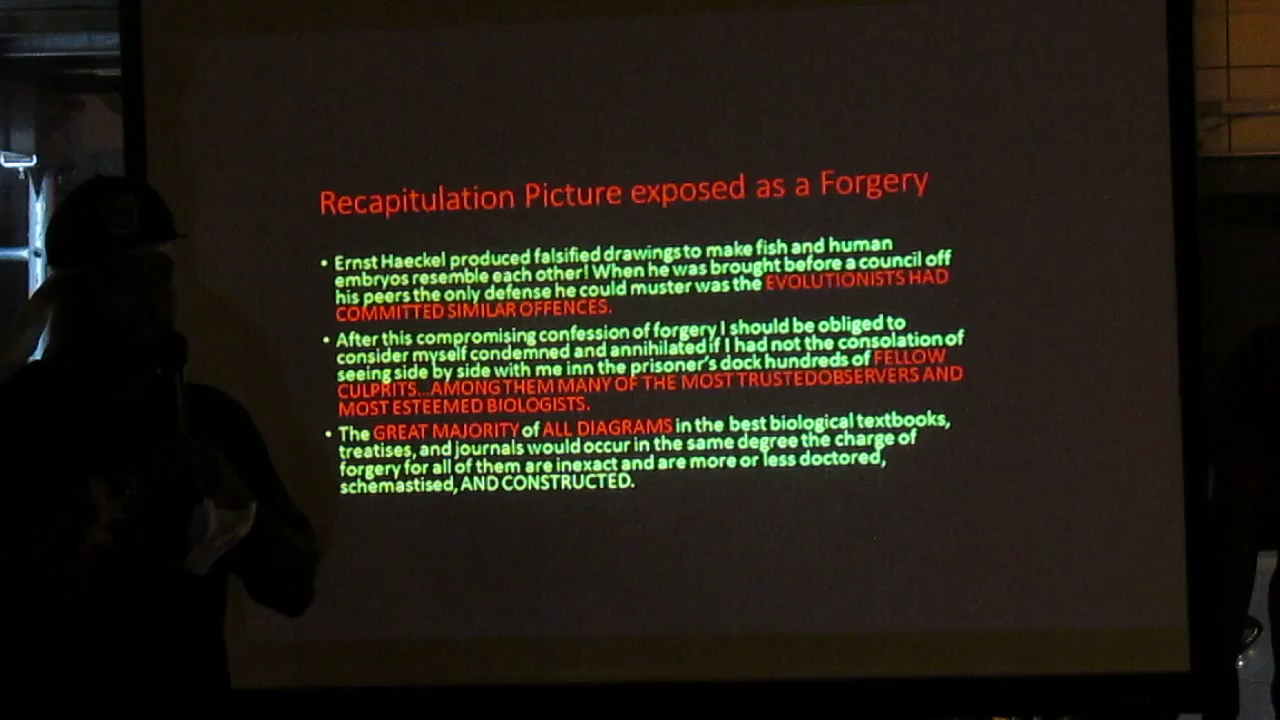 Recapitulation Picture exposed as a Forgery
• Ernst Haeckel produced falsified drawings to make fish and human
embryos resemble each other! When he was brought before a council off
his peers the only defense he could muster was the EVOLUTIONISTS HAD
COMMITTED SIMILAR OFFENCES.
• After this compromising confession of forgery I should be obliged to
consider myself condemned and annihilated if I had not the consolation of
seeing side by side with me inn the prisoner's dock hundreds of FELLOW
CULPRITS...AMONG THEM MANY OF THE MOST TRUSTEDOBSERVERS AND
MOST ESTEEMED BIOLOGISTS.
• The GREAT MAJORITY of ALL DIAGRAMS in the best biological textbooks,
treatises, and journals would occur in the same degree the charge of
forgery for all of them are inexact and are more or less doctored,
schemastised, AND CONSTRUCTED.